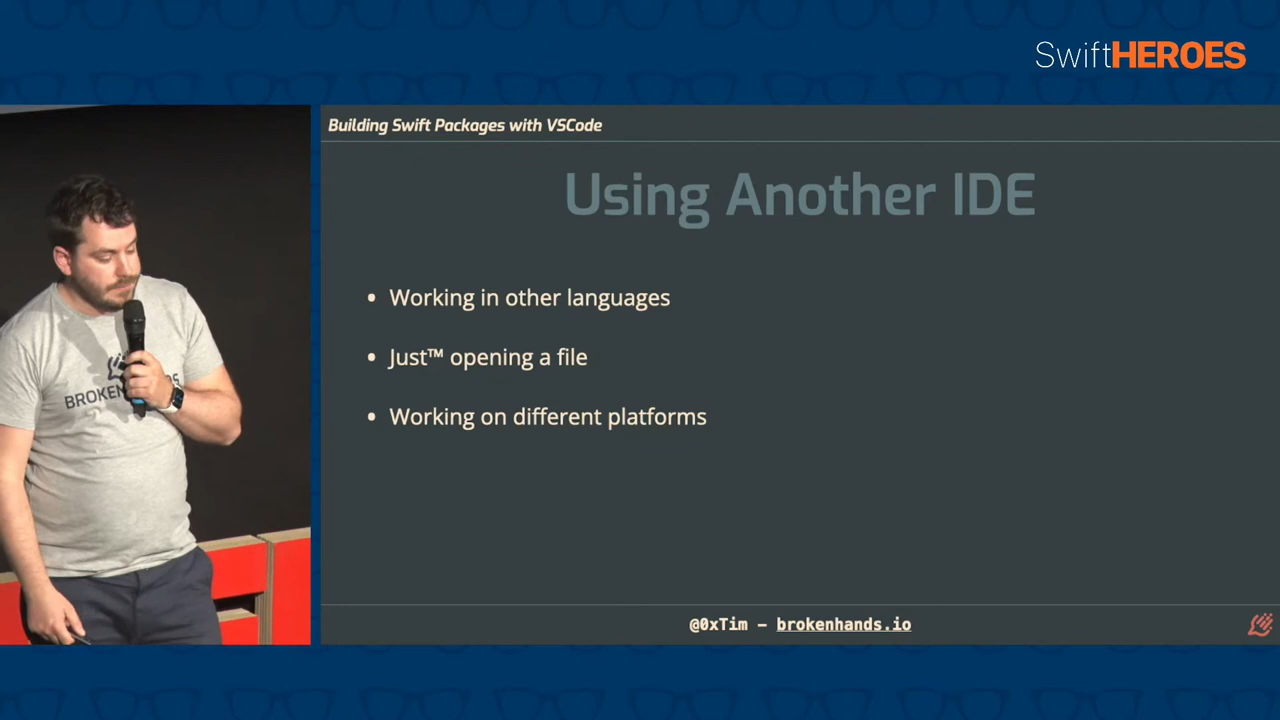 SwiftHEROES
Building Swift Packages with VSCode
Using Another IDE
• Working in other languages
• Just™ opening a file
• Working on different platforms
@0xTim – brokenhands.io